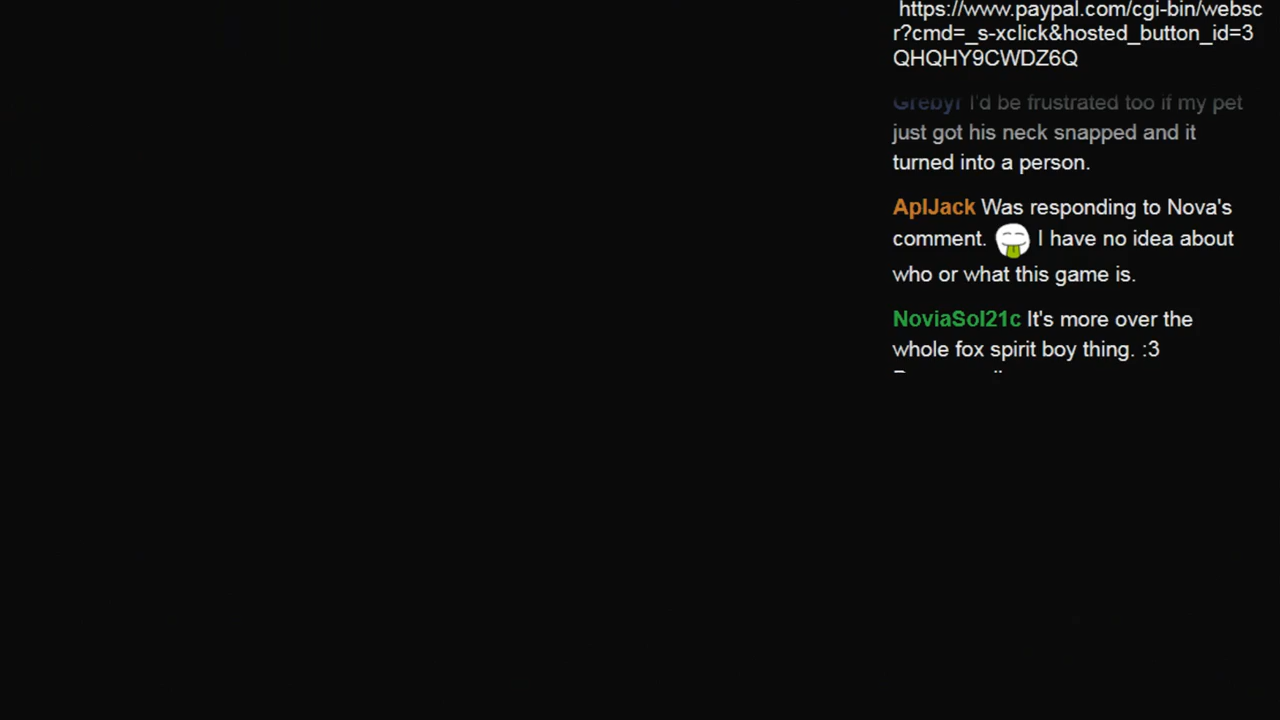 https://www.paypal.com/cgi-bin/websc
r?cmd=_s-xclick&hosted_button_id=3
QHQHY9CWDZ6Q
Grebyr I'd be frustrated too if my pet
just got his neck snapped and it
turned into a person.
AplJack Was responding to Nova's
comment. I have no idea about
who or what this game is.
NoviaSol21c It's more over the
whole fox spirit boy thing. :3